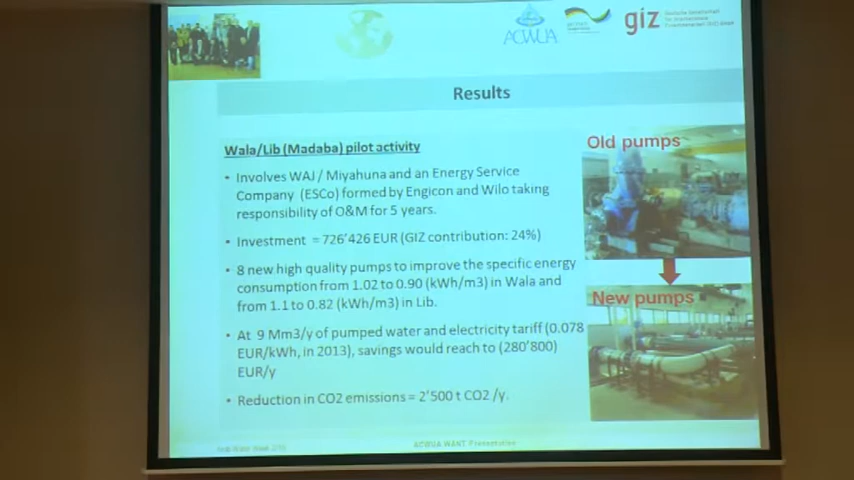 ACWUA
giz
Results
Wala/Lib (Madaba) pilot activity
• Involves WAJ / Miyahuna and an Energy Service
Company (ESCo) formed by Engicon and Wilo taking
responsibility of O&M for 5 years.
• Investment = 726'426 EUR (GIZ contribution: 24%)
• 8 new high quality pumps to improve the specific energy
consumption from 1.02 to 0.90 (kWh/m3) in Wala and
from 1.1 to 0.82 (kWh/m3) in Lib.
• At 9 Mm3/y of pumped water and electricity tariff (0.078
EUR/kWh, in 2013), savings would reach to (280'800)
EUR/y
• Reduction in CO2 emissions = 2'500 t CO2 /y.
Old pumps
New pumps
ACWUA WANT Presentation